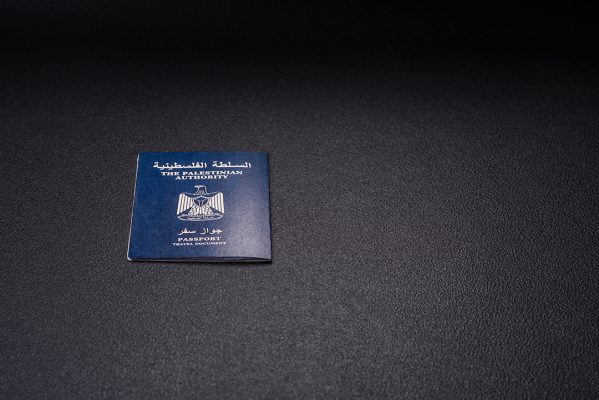 السلطة الفلسطينية
THE PALESTINIAN
AUTHORITY
جواز سفر
PASSPORT
TRAVEL DOCUMENT